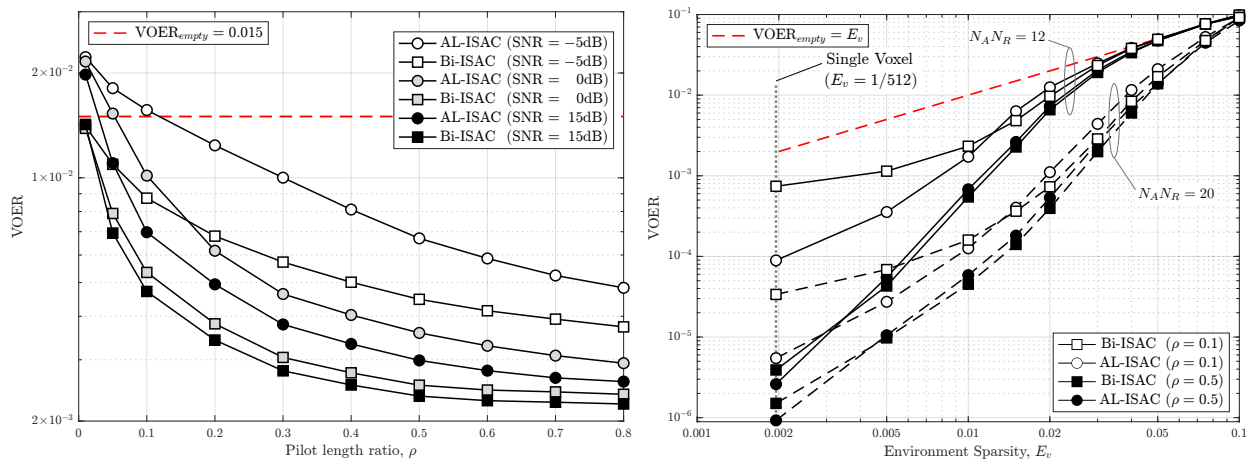 VOER_empty = 0.015
AL-ISAC (SNR = −5dB)
Bi-ISAC (SNR = −5dB)
AL-ISAC (SNR = 0dB)
Bi-ISAC (SNR = 0dB)
AL-ISAC (SNR = 15dB)
Bi-ISAC (SNR = 15dB)
2×10⁻²
1×10⁻²
2×10⁻³
VOER
0 0.1 0.2 0.3 0.4 0.5 0.6 0.7 0.8
Pilot length ratio, ρ
VOER_empty = E_v
N_A N_R = 12
Single Voxel
(E_v = 1/512)
N_A N_R = 20
Bi-ISAC (ρ = 0.1)
AL-ISAC (ρ = 0.1)
Bi-ISAC (ρ = 0.5)
AL-ISAC (ρ = 0.5)
10⁻¹
10⁻²
10⁻³
10⁻⁴
10⁻⁵
10⁻⁶
VOER
0.001 0.002 0.005 0.01 0.02 0.05 0.1
Environment Sparsity, E_v